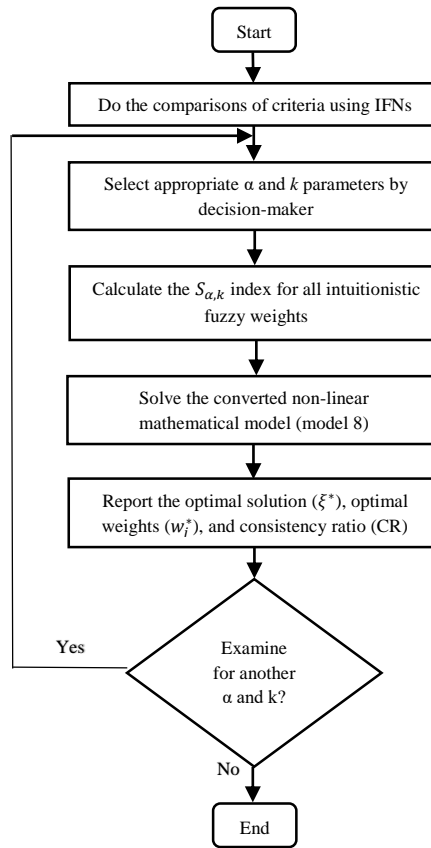 Start
Do the comparisons of criteria using IFNs
Select appropriate α and k parameters by
decision-maker
Calculate the S_{α,k} index for all intuitionistic
fuzzy weights
Solve the converted non-linear
mathematical model (model 8)
Report the optimal solution (ξ*), optimal
weights (w_i*), and consistency ratio (CR)
Yes
Examine
for another
α and k?
No
End